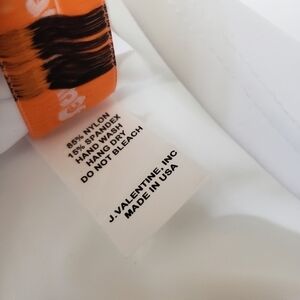 85% NYLON
15% SPANDEX
HAND WASH
HANG DRY
DO NOT BLEACH
J. VALENTINE, INC
MADE IN USA